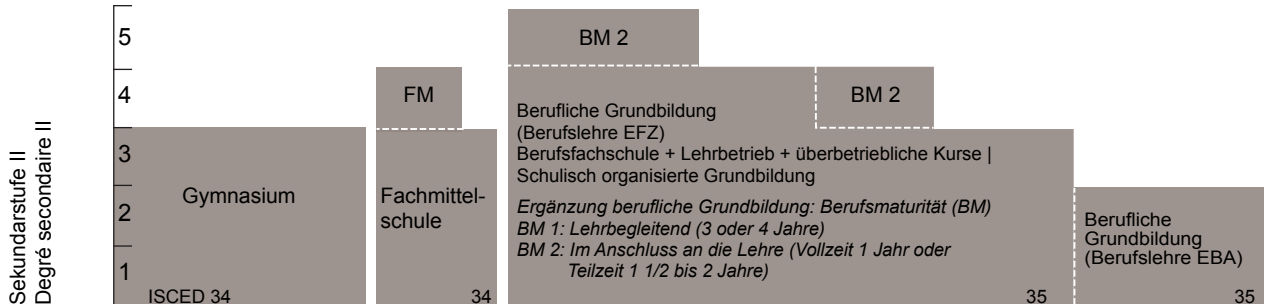 Sekundarstufe II
Degré secondaire II
5
4
3
2
1
Gymnasium
ISCED 34
FM
Fachmittel-
schule
34
BM 2
BM 2
Berufliche Grundbildung
(Berufslehre EFZ)
Berufsfachschule + Lehrbetrieb + überbetriebliche Kurse |
Schulisch organisierte Grundbildung
Ergänzung berufliche Grundbildung: Berufsmaturität (BM)
BM 1: Lehrbegleitend (3 oder 4 Jahre)
BM 2: Im Anschluss an die Lehre (Vollzeit 1 Jahr oder
Teilzeit 1 1/2 bis 2 Jahre)
35
Berufliche
Grundbildung
(Berufslehre EBA)
35